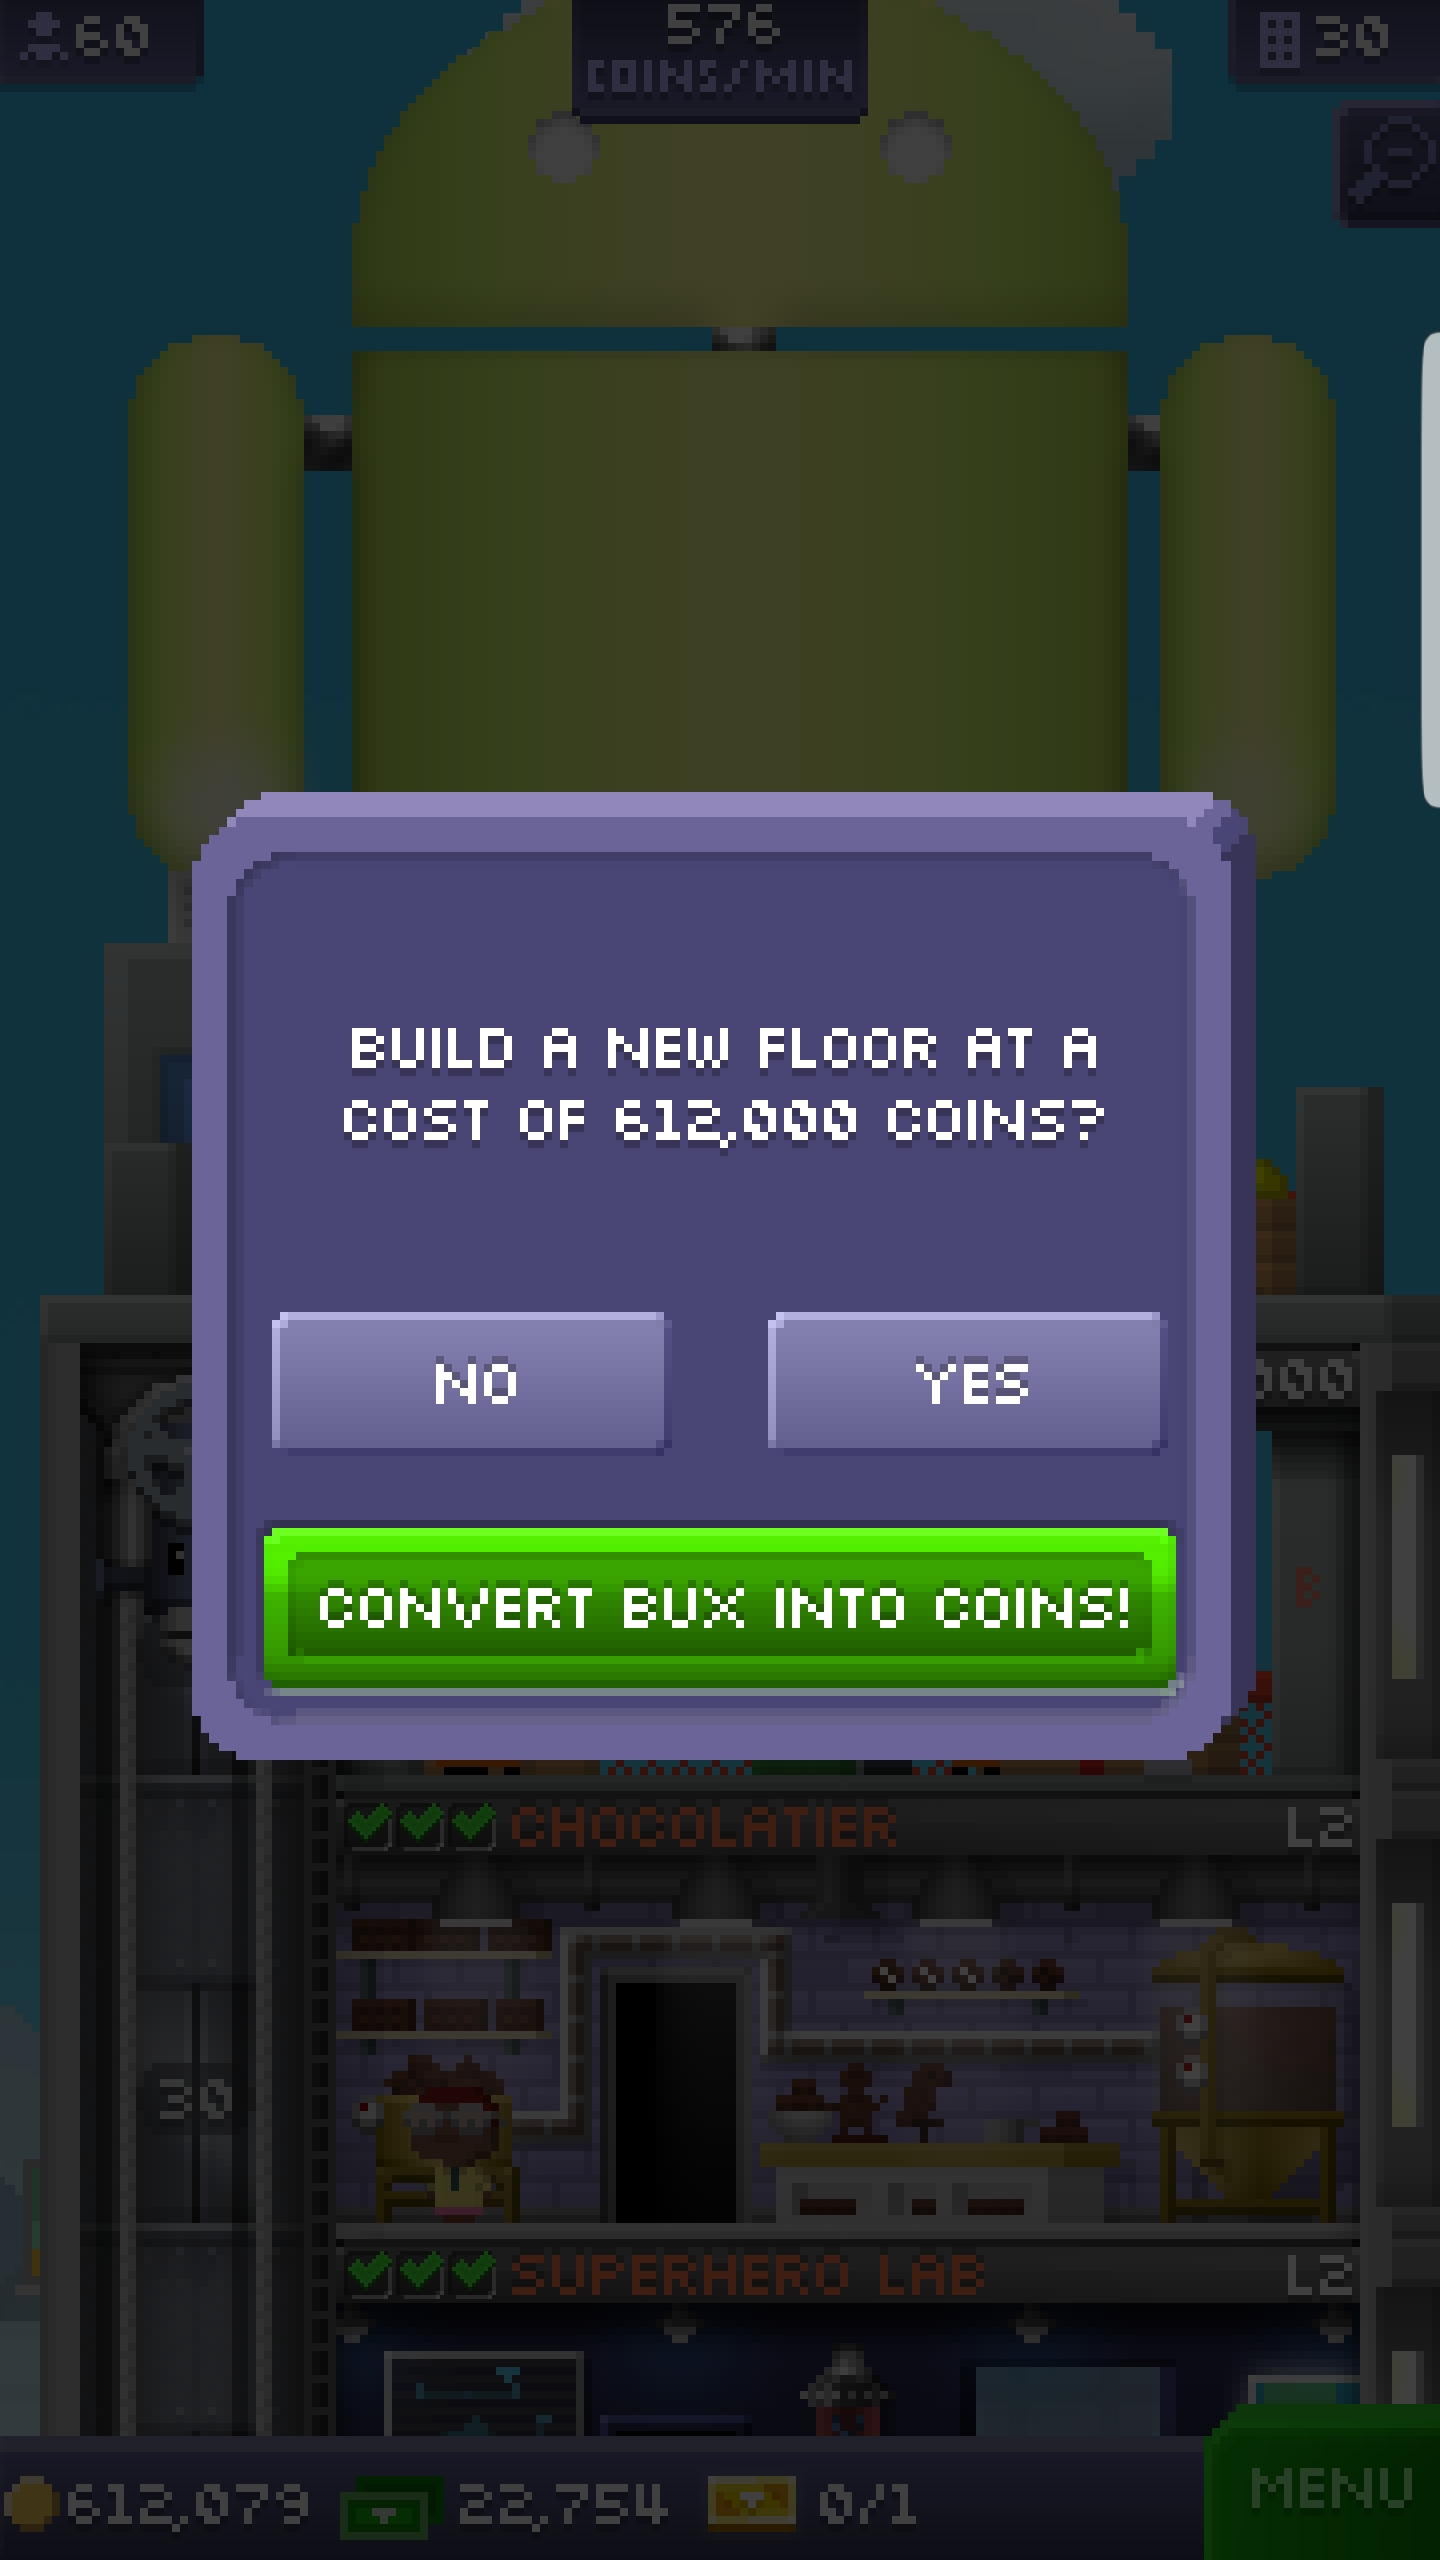 60
576
COINS/MIN
30
BUILD A NEW FLOOR AT A
COST OF 612,000 COINS?
NO
YES
000
CONVERT BUX INTO COINS!
B
CHOCOLATIER
L2
30
SUPERHERO LAB
L2
612,079
22,754
0/1
MENU